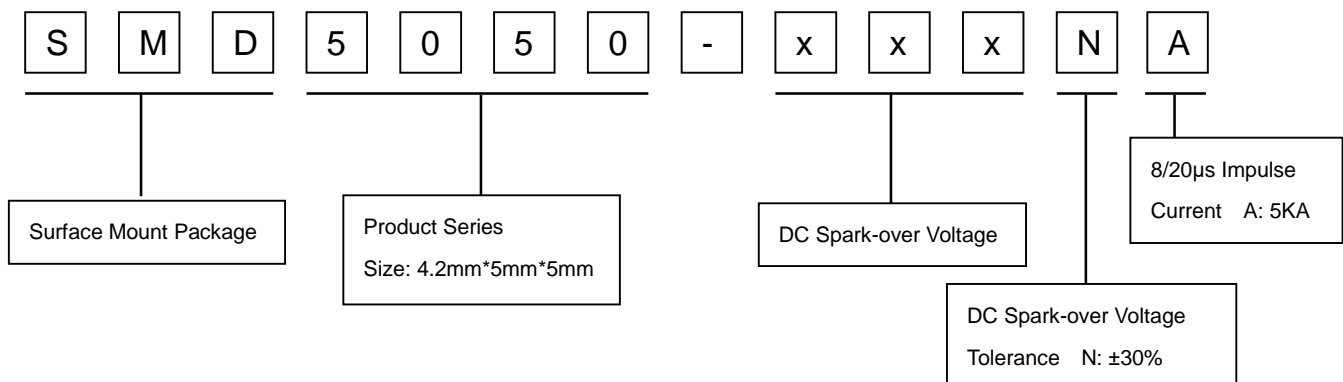 S M D 5 0 5 0 - x x x N A
8/20μs Impulse
Current A: 5KA
Surface Mount Package
Product Series
Size: 4.2mm*5mm*5mm
DC Spark-over Voltage
DC Spark-over Voltage
Tolerance N: ±30%